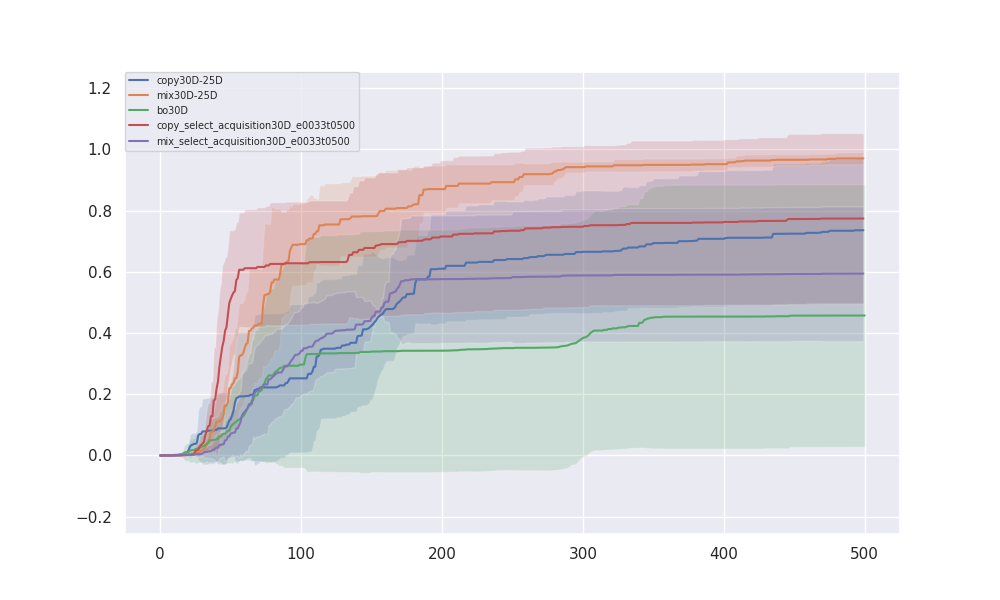 1.2
1.0
0.8
0.6
0.4
0.2
0.0
−0.2
copy30D-25D
mix30D-25D
bo30D
copy_select_acquisition30D_e0033t0500
mix_select_acquisition30D_e0033t0500
0 100 200 300 400 500